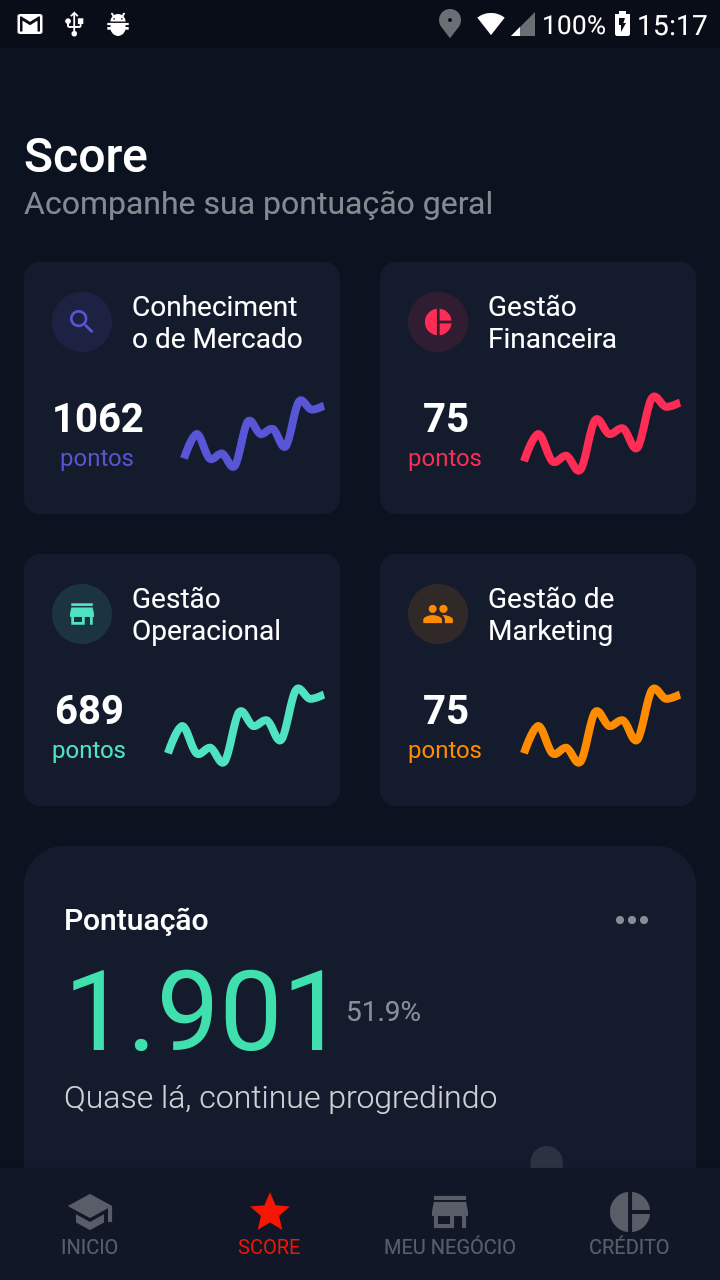 100% 15:17
Score
Acompanhe sua pontuação geral
Conheciment
o de Mercado
1062
pontos
Gestão
Financeira
75
pontos
Gestão
Operacional
689
pontos
Gestão de
Marketing
75
pontos
Pontuação
1.901 51.9%
Quase lá, continue progredindo
INICIO SCORE MEU NEGÓCIO CRÉDITO